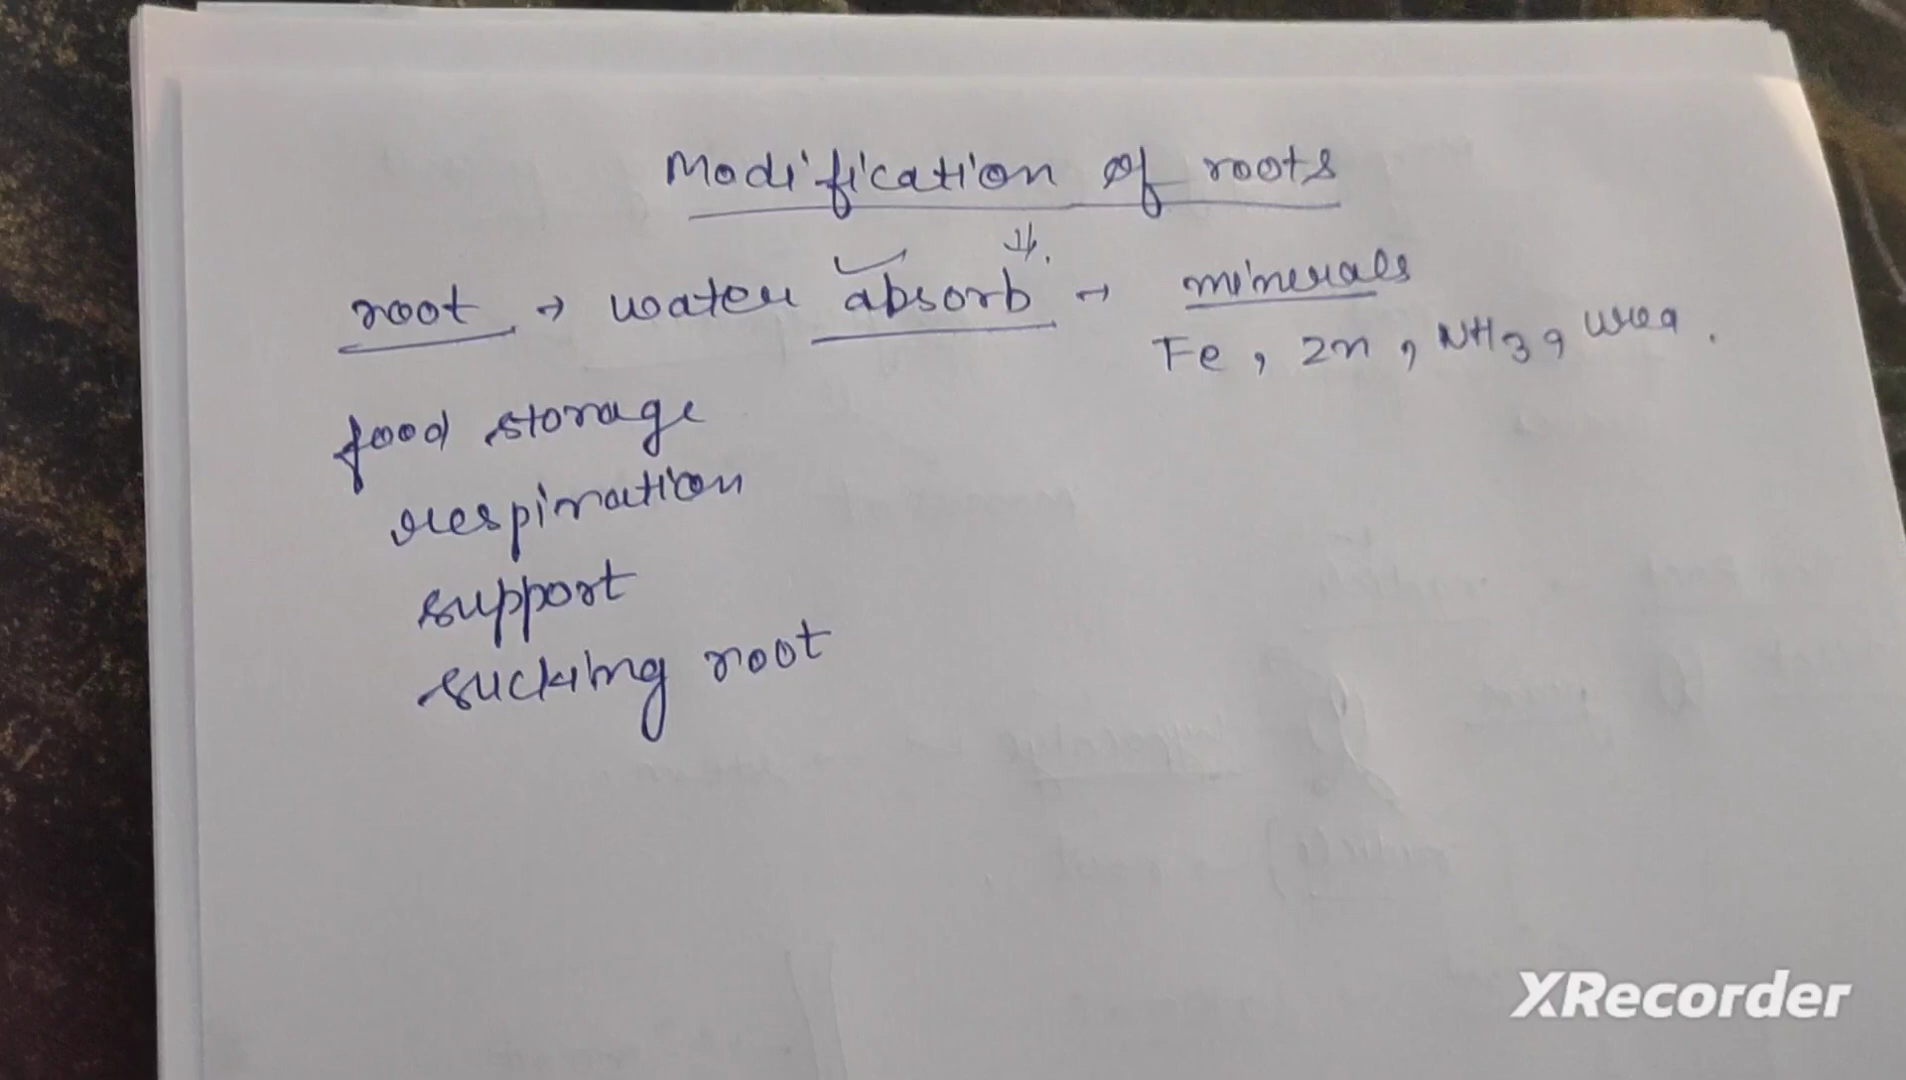 Modification of roots
root → water absorb → minerals
Fe, Zn, NH3, urea.
food storage
respiration
support
sucking root
XRecorder